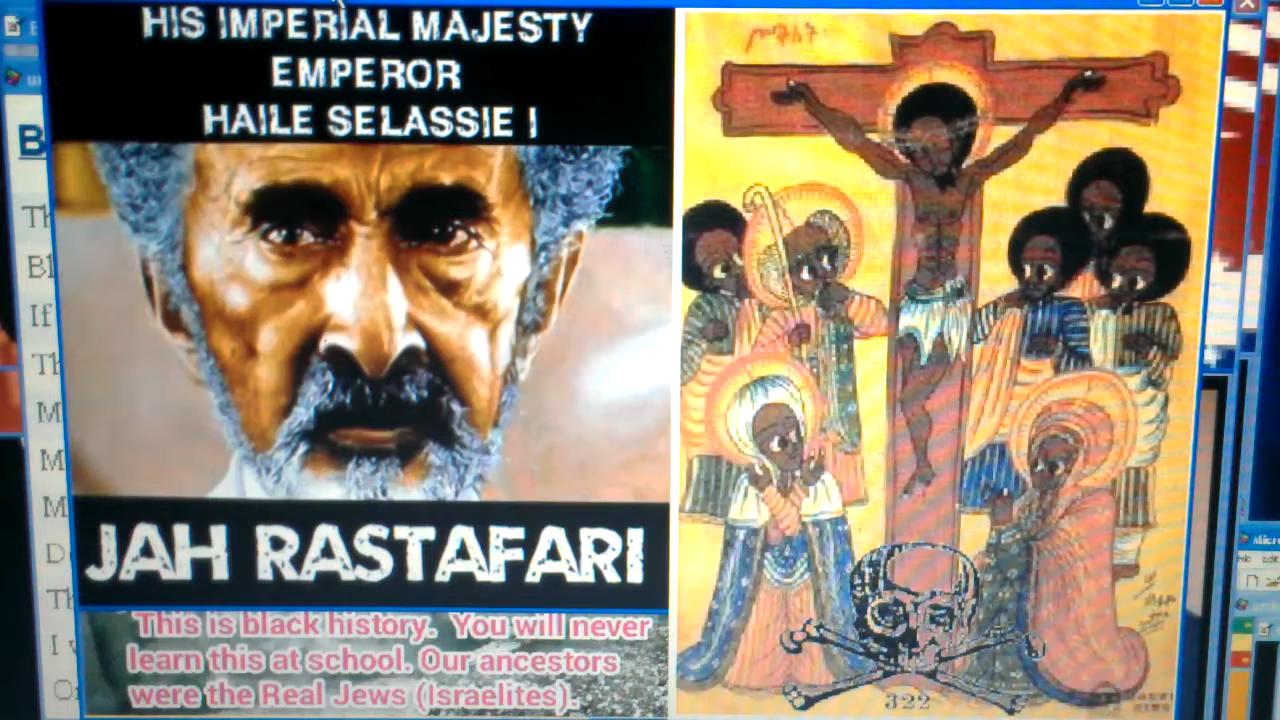 HIS IMPERIAL MAJESTY
EMPEROR
HAILE SELASSIE I
JAH RASTAFARI
This is black history. You will never
learn this at school. Our ancestors
were the Real Jews (Israelites).
322